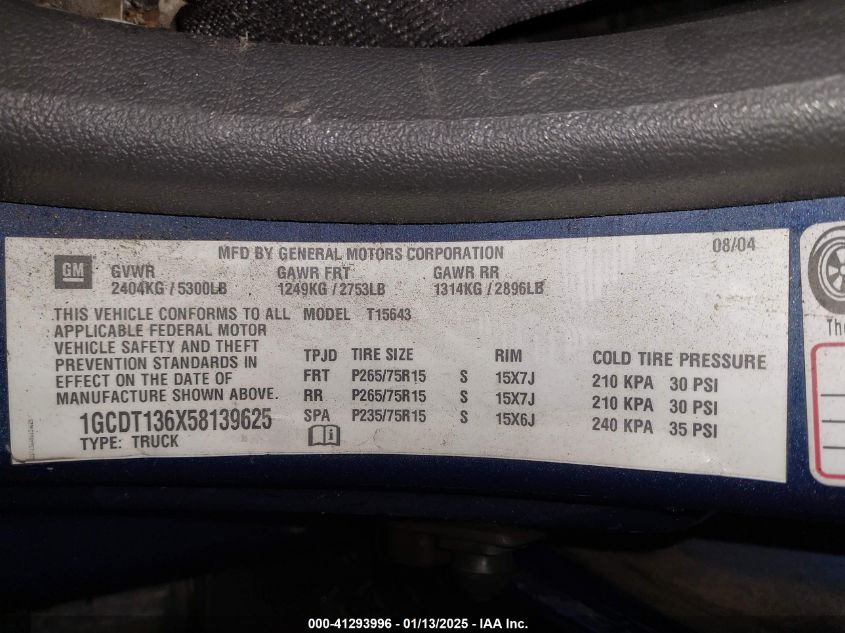 MFD BY GENERAL MOTORS CORPORATION 08/04
GM GVWR GAWR FRT GAWR RR
2404KG / 5300LB 1249KG / 2753LB 1314KG / 2896LB
THIS VEHICLE CONFORMS TO ALL MODEL T15643
APPLICABLE FEDERAL MOTOR
VEHICLE SAFETY AND THEFT
PREVENTION STANDARDS IN TPJD TIRE SIZE RIM COLD TIRE PRESSURE
EFFECT ON THE DATE OF FRT P265/75R15 S 15X7J 210 KPA 30 PSI
MANUFACTURE SHOWN ABOVE. RR P265/75R15 S 15X7J 210 KPA 30 PSI
1GCDT136X58139625 SPA P235/75R15 S 15X6J 240 KPA 35 PSI
TYPE: TRUCK
The
000-41293996 - 01/13/2025 - IAA Inc.